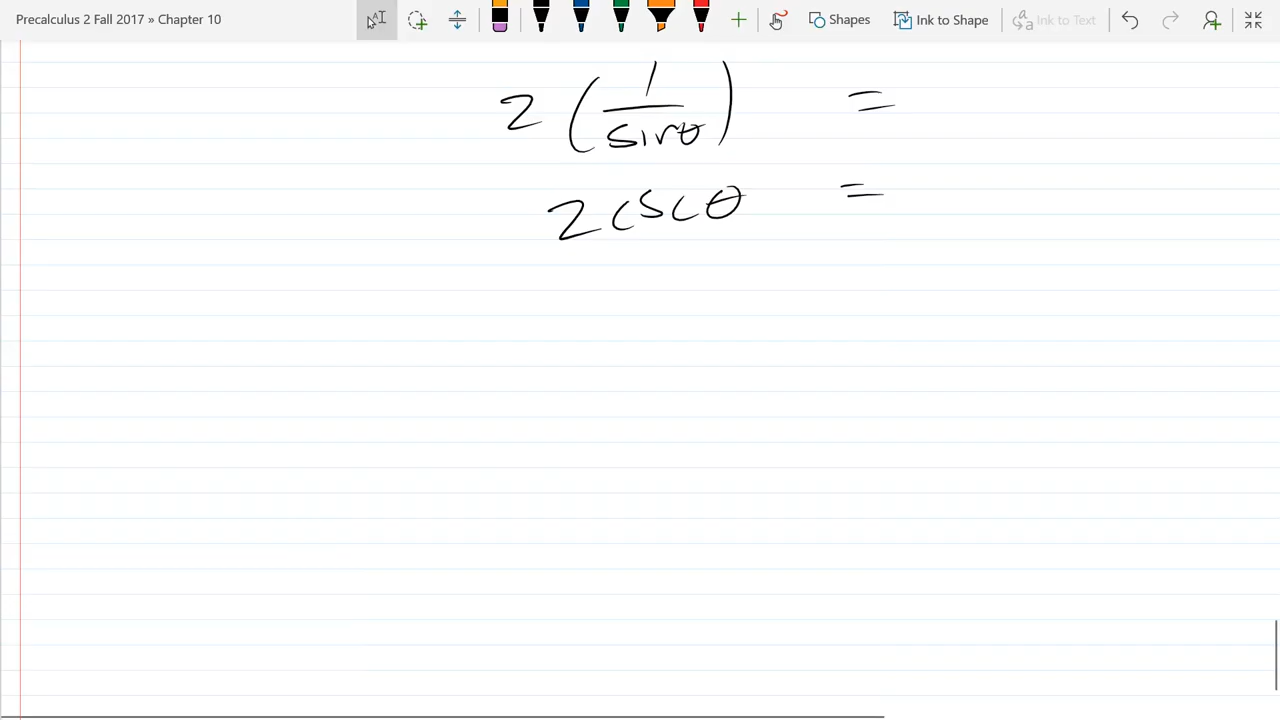 Precalculus 2 Fall 2017 » Chapter 10
Shapes
Ink to Shape
Ink to Text
2 (1/sinθ) =
2cscθ =